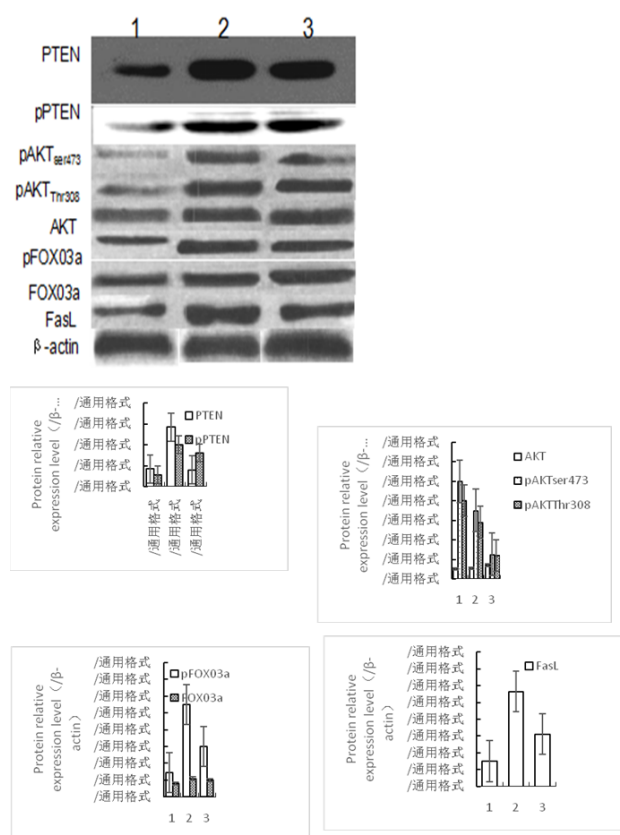 1 2 3
PTEN
pPTEN
pAKTser473
pAKTThr308
AKT
pFOX03a
FOX03a
FasL
β-actin
Protein relative
expression level（/β-…
/通用格式
/通用格式
/通用格式
/通用格式
/通用格式
PTEN
pPTEN
/通用格式
/通用格式
/通用格式
Protein relative
expression level（/β-…
/通用格式
/通用格式
/通用格式
/通用格式
/通用格式
/通用格式
/通用格式
/通用格式
AKT
pAKTser473
pAKTThr308
1 2 3
Protein relative
expression level（/β-
actin）
/通用格式
/通用格式
/通用格式
/通用格式
/通用格式
/通用格式
/通用格式
/通用格式
/通用格式
pFOX03a
FOX03a
1 2 3
Protein relative
expression level（/β-
actin）
/通用格式
/通用格式
/通用格式
/通用格式
/通用格式
/通用格式
/通用格式
/通用格式
FasL
1 2 3